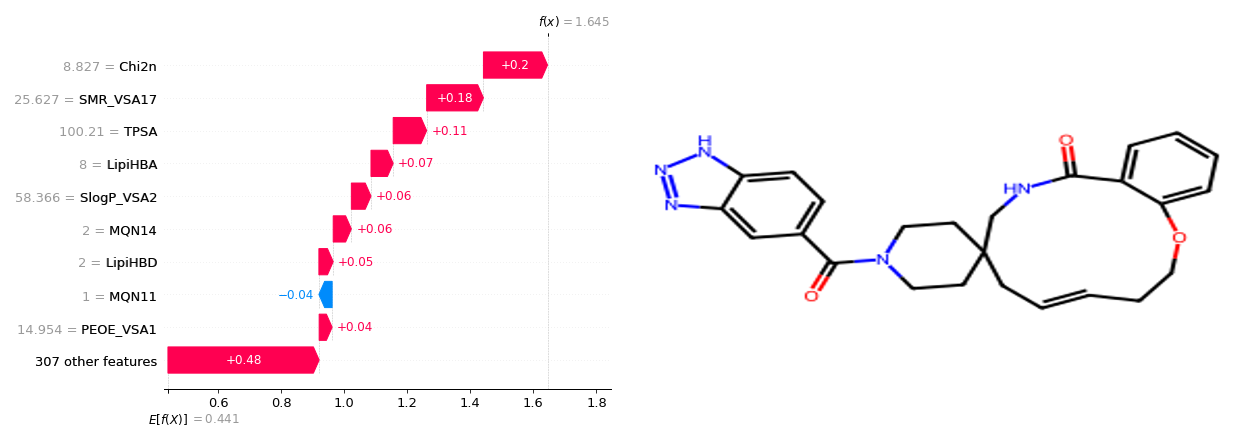 f(x) = 1.645
8.827 = Chi2n
+0.2
25.627 = SMR_VSA17
+0.18
100.21 = TPSA
+0.11
8 = LipiHBA
+0.07
58.366 = SlogP_VSA2
+0.06
2 = MQN14
+0.06
2 = LipiHBD
+0.05
1 = MQN11
−0.04
14.954 = PEOE_VSA1
+0.04
307 other features
+0.48
0.6 0.8 1.0 1.2 1.4 1.6 1.8
E[f(X)] = 0.441
H
N
N
N
O
N
HN
O
O